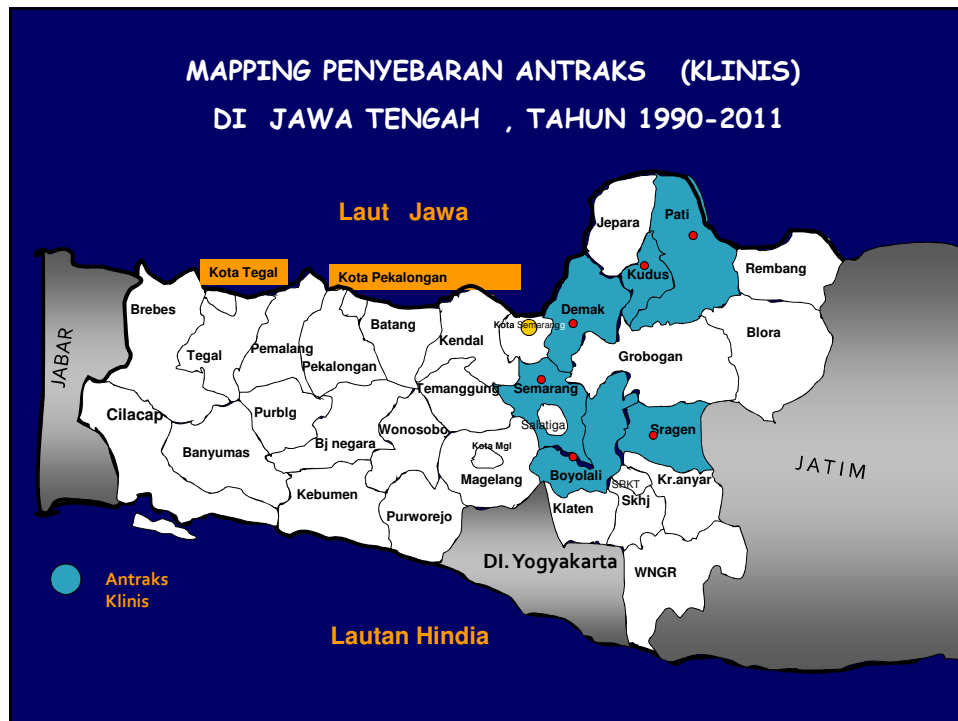 MAPPING PENYEBARAN ANTRAKS (KLINIS)
DI JAWA TENGAH , TAHUN 1990-2011
Laut Jawa
Jepara
Pati
Kota Tegal
Kota Pekalongan
Kudus
Rembang
Brebes
Demak
Batang
Kota Semarangg
Kendal
Blora
JABAR
Tegal
Pemalang
Pekalongan
Grobogan
Temanggung
Semarang
Cilacap
Purblg
Wonosobo
Salatiga
Sragen
Banyumas
Bj negara
Kota Mgl
JATIM
Magelang
Boyolali
SRKT
Kr.anyar
Kebumen
Klaten
Skhj
Purworejo
DI. Yogyakarta
WNGR
Antraks
Klinis
Lautan Hindia